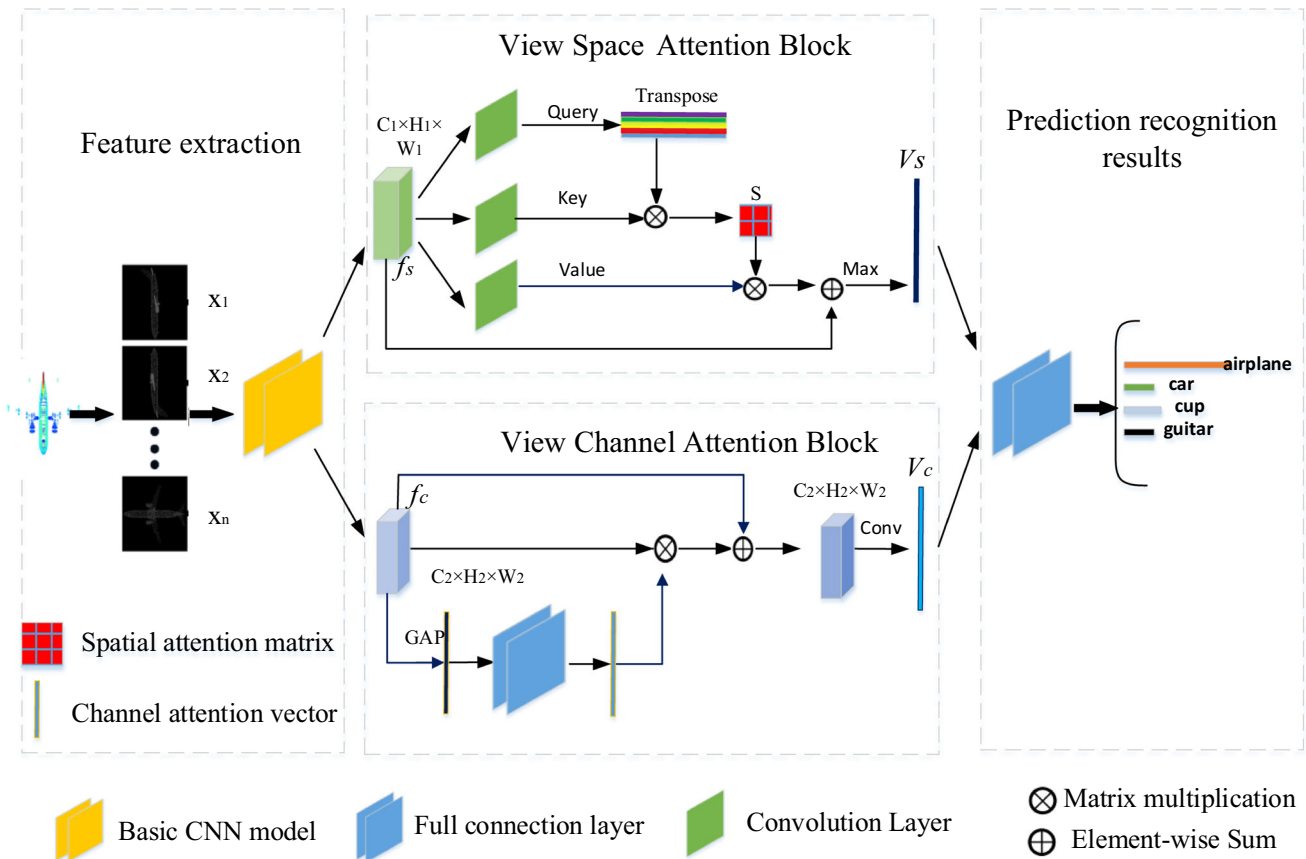 View Space Attention Block
Feature extraction
C₁×H₁×
W₁
Query
Transpose
Key
S
Value
Max
fₛ
Vₛ
Prediction recognition
results
X₁
X₂
Xₙ
airplane
car
cup
guitar
View Channel Attention Block
f꜀
C₂×H₂×W₂
GAP
C₂×H₂×W₂
Conv
V꜀
Spatial attention matrix
Channel attention vector
Basic CNN model
Full connection layer
Convolution Layer
Matrix multiplication
Element-wise Sum